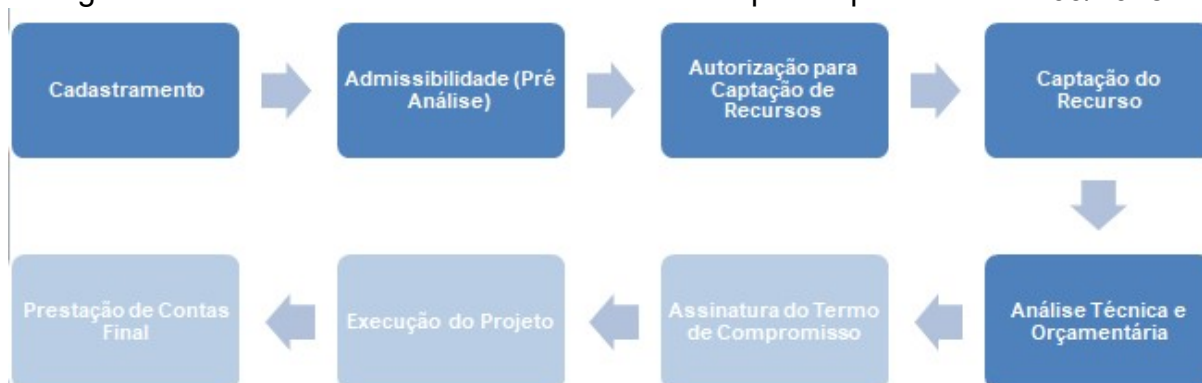 Cadastramento
Admissibilidade (Pré
Análise)
Autorização para
Captação de
Recursos
Captação do
Recurso
Prestação de Contas
Final
Execução do Projeto
Assinatura do Termo
de Compromisso
Análise Técnica e
Orçamentária